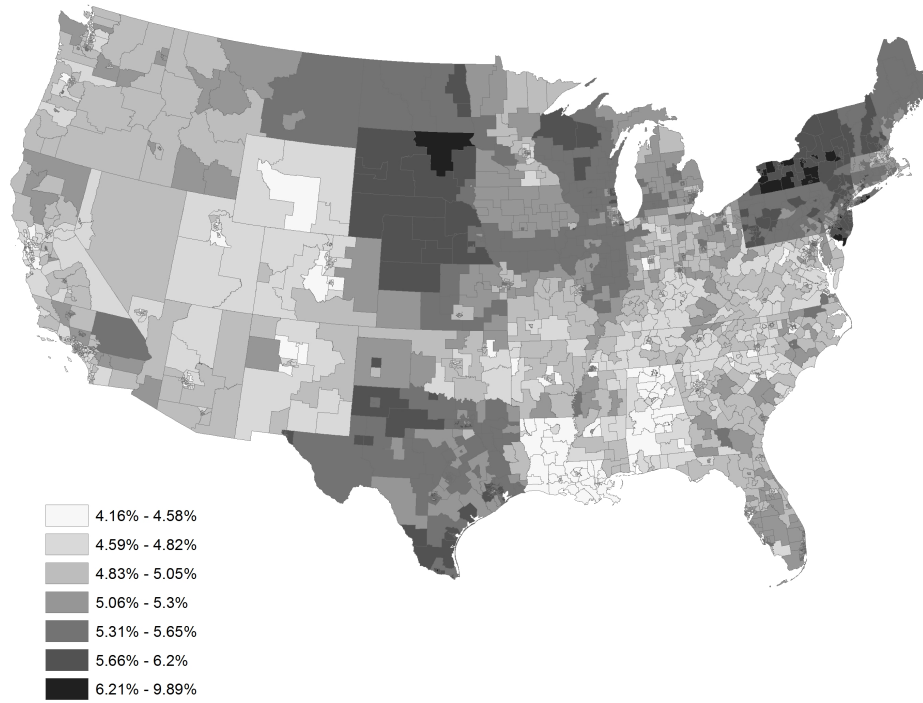 4.16% - 4.58%
4.59% - 4.82%
4.83% - 5.05%
5.06% - 5.3%
5.31% - 5.65%
5.66% - 6.2%
6.21% - 9.89%